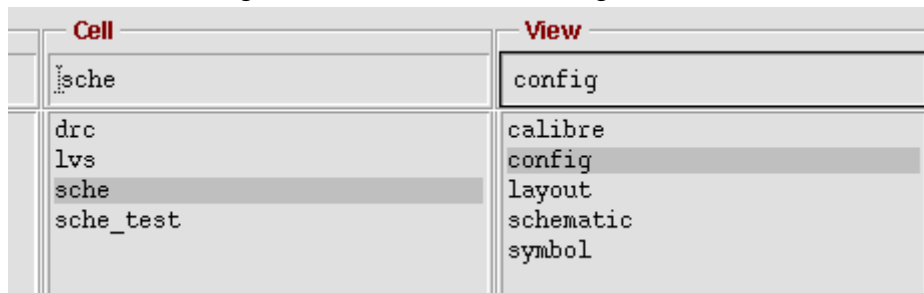 Cell
View
sche
config
drc
lvs
sche
sche_test
calibre
config
layout
schematic
symbol